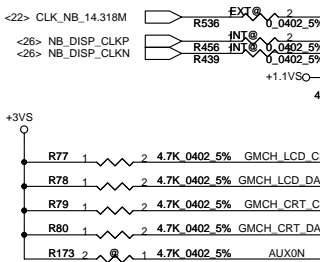 <22> CLK_NB_14.318M
R536 EXT@ 2 0_0402_5%
<26> NB_DISP_CLKP
R456 INT@ 2 0_0402_5%
<26> NB_DISP_CLKN
R439 INT@ 2 0_0402_5%
+1.1VS
4
+3VS
R77 1 2 4.7K_0402_5% GMCH_LCD_C
R78 1 2 4.7K_0402_5% GMCH_LCD_DA
R79 1 2 4.7K_0402_5% GMCH_CRT_C
R80 1 2 4.7K_0402_5% GMCH_CRT_DA
R173 2 @ 1 4.7K_0402_5% AUX0N